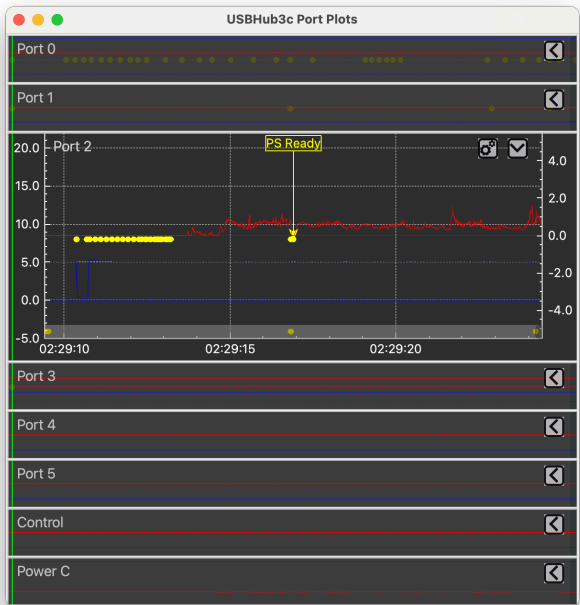 USBHub3c Port Plots
Port 0
Port 1
20.0
Port 2
PS Ready
4.0
15.0
2.0
10.0
0.0
5.0
-2.0
0.0
-4.0
-5.0
02:29:10
02:29:15
02:29:20
Port 3
Port 4
Port 5
Control
Power C